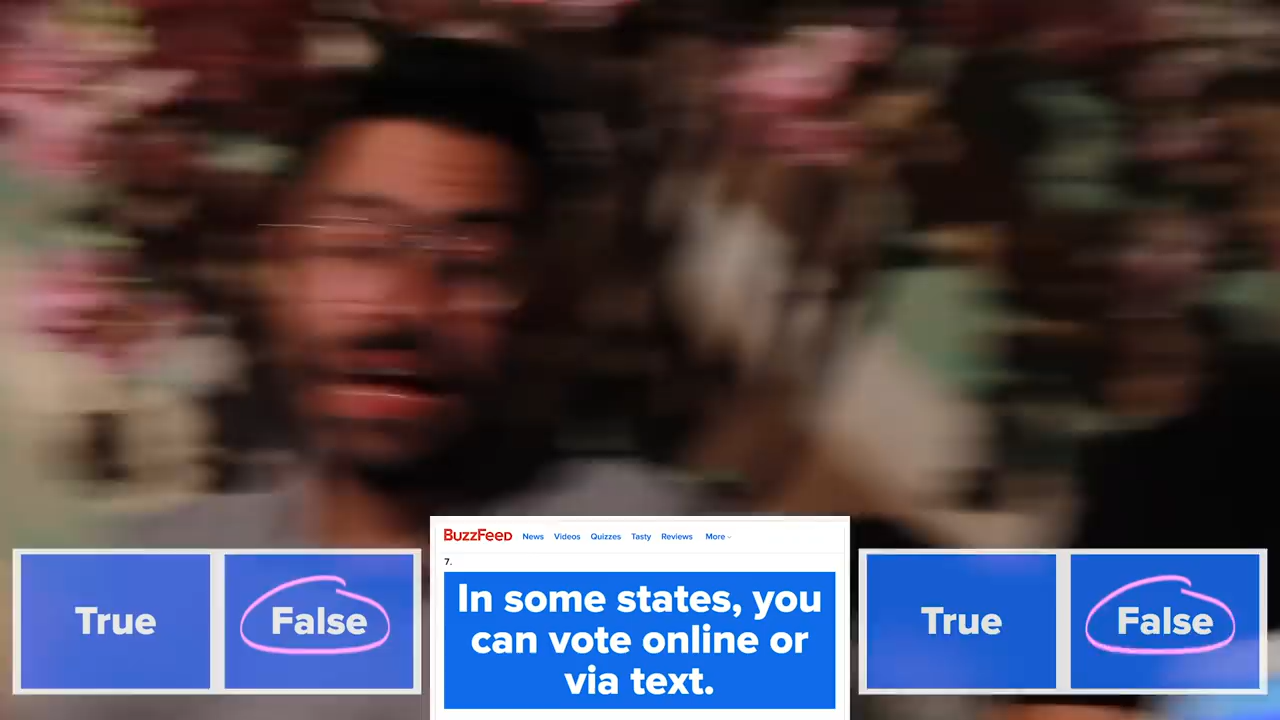 BuzzFeed News Videos Quizzes Tasty Reviews More
7.
In some states, you
can vote online or
via text.
True False
True False